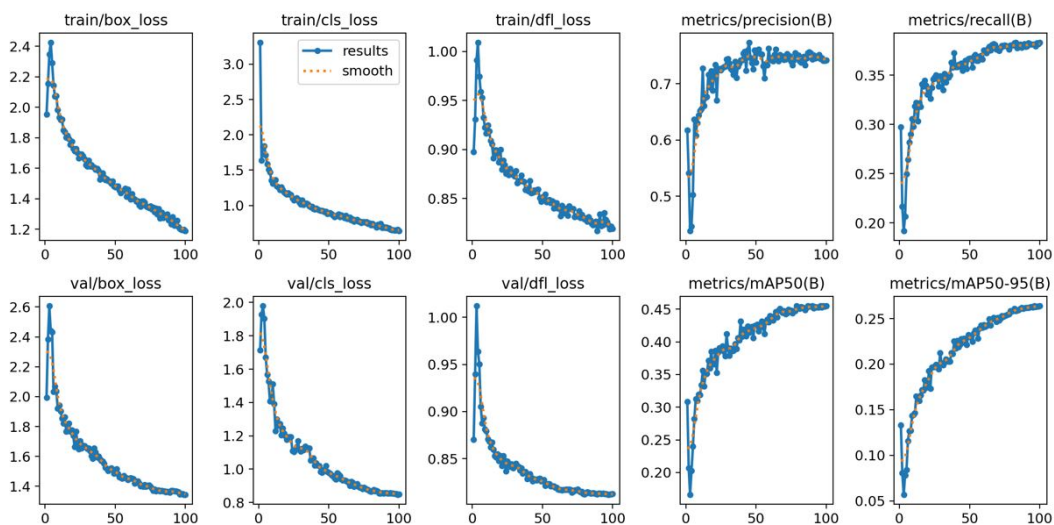 train/box_loss
train/cls_loss
train/dfl_loss
metrics/precision(B)
metrics/recall(B)
2.4
2.2
2.0
1.8
1.6
1.4
1.2
0 50 100
results
smooth
3.0
2.5
2.0
1.5
1.0
0 50 100
1.00
0.95
0.90
0.85
0 50 100
0.7
0.6
0.5
0 50 100
0.35
0.30
0.25
0.20
0 50 100
val/box_loss
val/cls_loss
val/dfl_loss
metrics/mAP50(B)
metrics/mAP50-95(B)
2.6
2.4
2.2
2.0
1.8
1.6
1.4
0 50 100
2.0
1.8
1.6
1.4
1.2
1.0
0.8
0 50 100
1.00
0.95
0.90
0.85
0 50 100
0.45
0.40
0.35
0.30
0.25
0.20
0 50 100
0.25
0.20
0.15
0.10
0.05
0 50 100